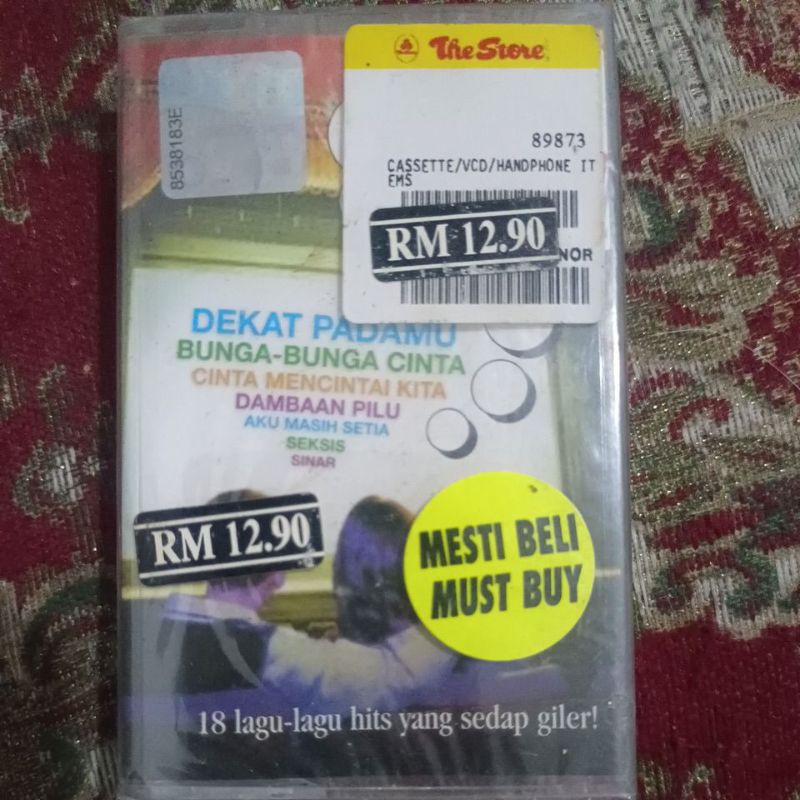 The Store
8538183E
89873
CASSETTE/VCD/HANDPHONE IT
EMS
RM 12.90
NOR
DEKAT PADAMU
BUNGA-BUNGA CINTA
CINTA MENCINTAI KITA
DAMBAAN PILU
AKU MASIH SETIA
SEKSIS
SINAR
RM 12.90
MESTI BELI
MUST BUY
18 lagu-lagu hits yang sedap giler!